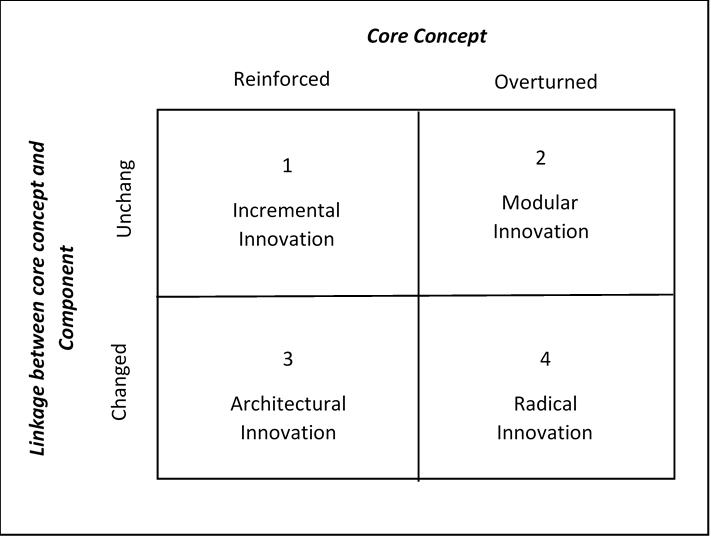 Core Concept
Reinforced
Overturned
Linkage between core concept and
Component
Unchang
Changed
1
Incremental
Innovation
2
Modular
Innovation
3
Architectural
Innovation
4
Radical
Innovation